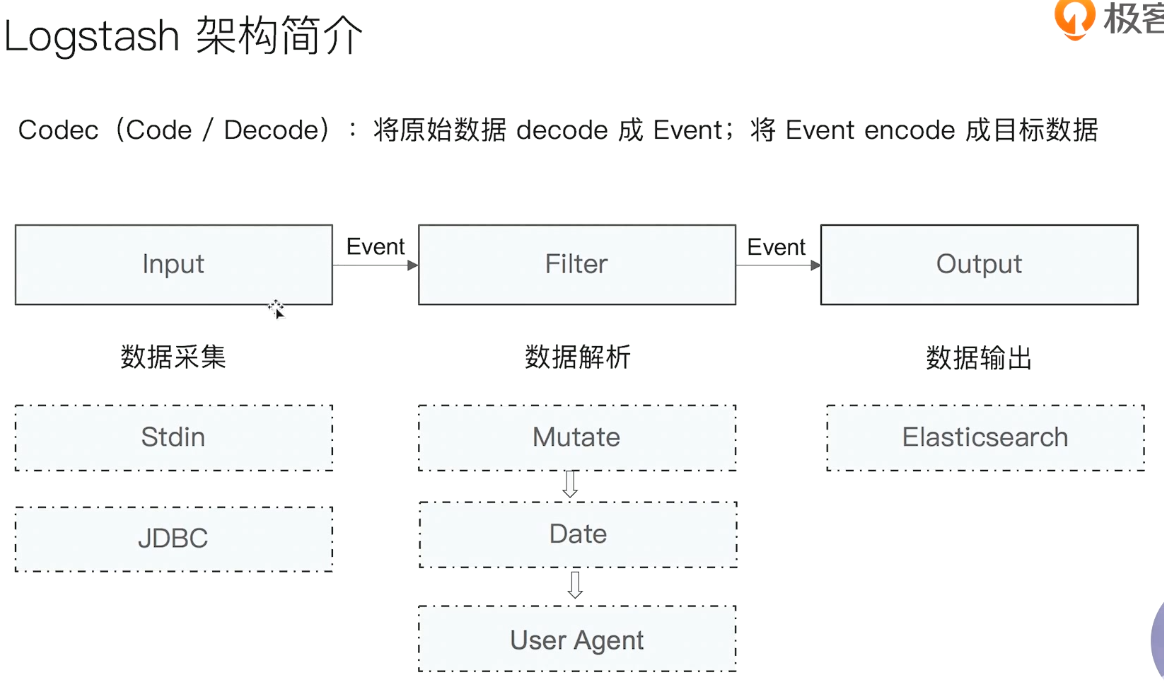 Logstash 架构简介
极客
Codec（Code / Decode）：将原始数据 decode 成 Event；将 Event encode 成目标数据
Input
Event
Filter
Event
Output
数据采集
数据解析
数据输出
Stdin
Mutate
Elasticsearch
JDBC
Date
User Agent